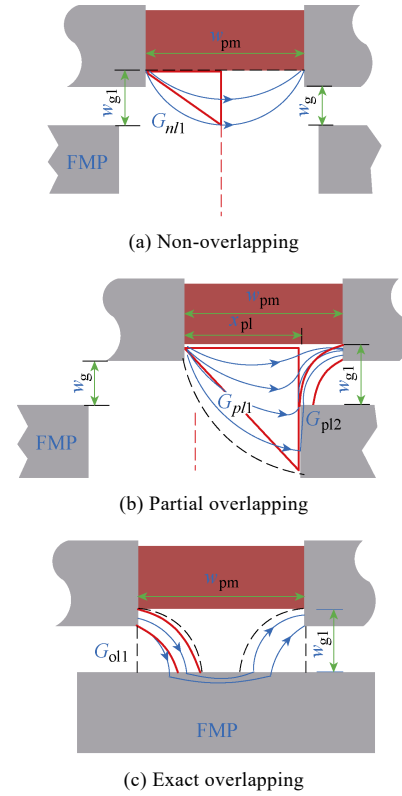 w_pm
w_g1
w_g
G_nl1
FMP
(a) Non-overlapping
w_pm
x_pl
w_g
w_g1
G_pl1
G_pl2
FMP
(b) Partial overlapping
w_pm
G_ol1
w_g1
FMP
(c) Exact overlapping